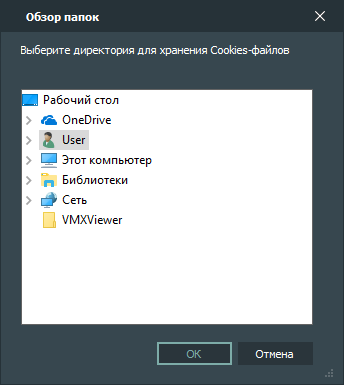 Обзор папок
Выберите директория для хранения Cookies-файлов
Рабочий стол
OneDrive
User
Этот компьютер
Библиотеки
Сеть
VMXViewer
OK
Отмена